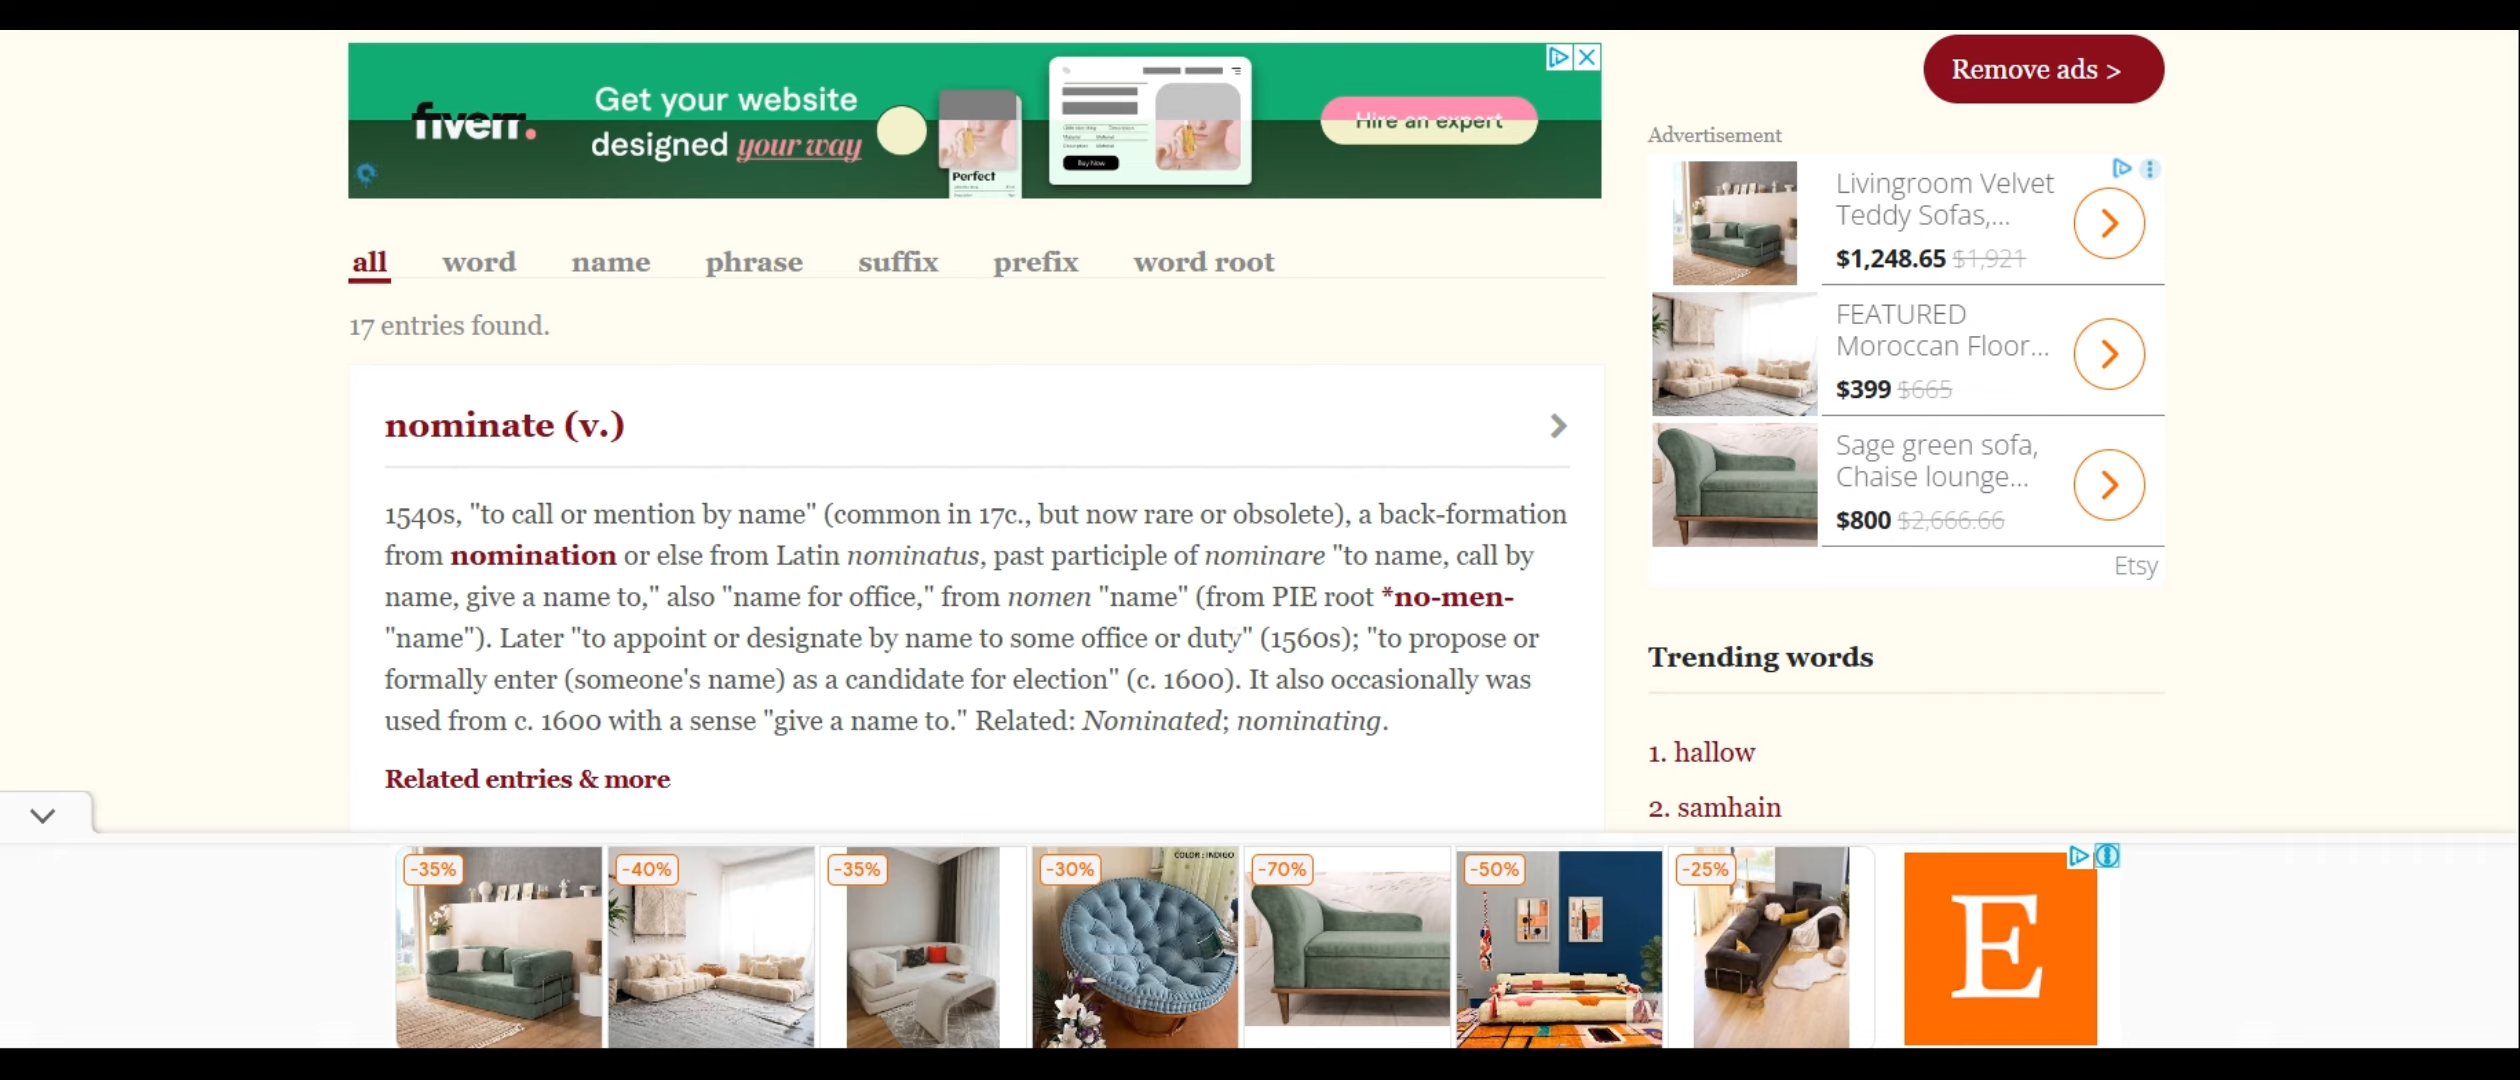 fiverr.
Get your website
designed your way
Perfect
Buy Now
Hire an expert
Remove ads >
all word name phrase suffix prefix word root
17 entries found.
nominate (v.)
1540s, "to call or mention by name" (common in 17c., but now rare or obsolete), a back-formation
from nomination or else from Latin nominatus, past participle of nominare "to name, call by
name, give a name to," also "name for office," from nomen "name" (from PIE root *no-men-
"name"). Later "to appoint or designate by name to some office or duty" (1560s); "to propose or
formally enter (someone's name) as a candidate for election" (c. 1600). It also occasionally was
used from c. 1600 with a sense "give a name to." Related: Nominated; nominating.
Related entries & more
Advertisement
Livingroom Velvet
Teddy Sofas,...
$1,248.65 $1,921
FEATURED
Moroccan Floor...
$399 $665
Sage green sofa,
Chaise lounge...
$800 $2,666.66
Etsy
Trending words
1. hallow
2. samhain
-35% -40% -35% -30% COLOR : INDIGO -70% -50% -25%
E